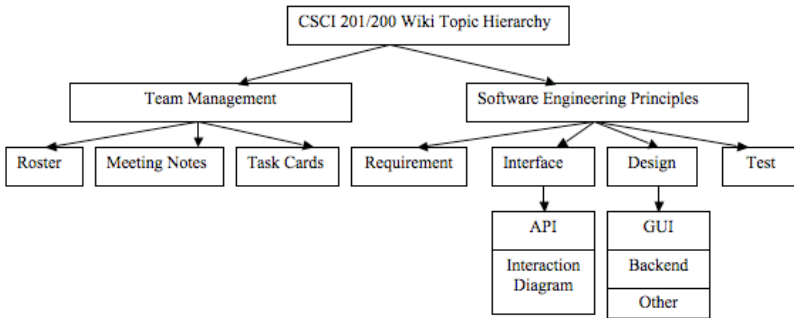 CSCI 201/200 Wiki Topic Hierarchy
Team Management
Software Engineering Principles
Roster
Meeting Notes
Task Cards
Requirement
Interface
Design
Test
API
Interaction
Diagram
GUI
Backend
Other